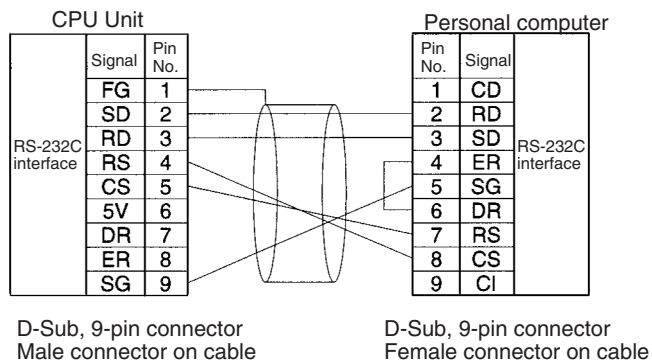 CPU Unit Personal computer
Signal Pin No. Pin No. Signal
FG 1 1 CD
SD 2 2 RD
RD 3 3 SD
RS-232C interface RS-232C interface
RS 4 4 ER
CS 5 5 SG
5V 6 6 DR
DR 7 7 RS
ER 8 8 CS
SG 9 9 CI
D-Sub, 9-pin connector D-Sub, 9-pin connector
Male connector on cable Female connector on cable